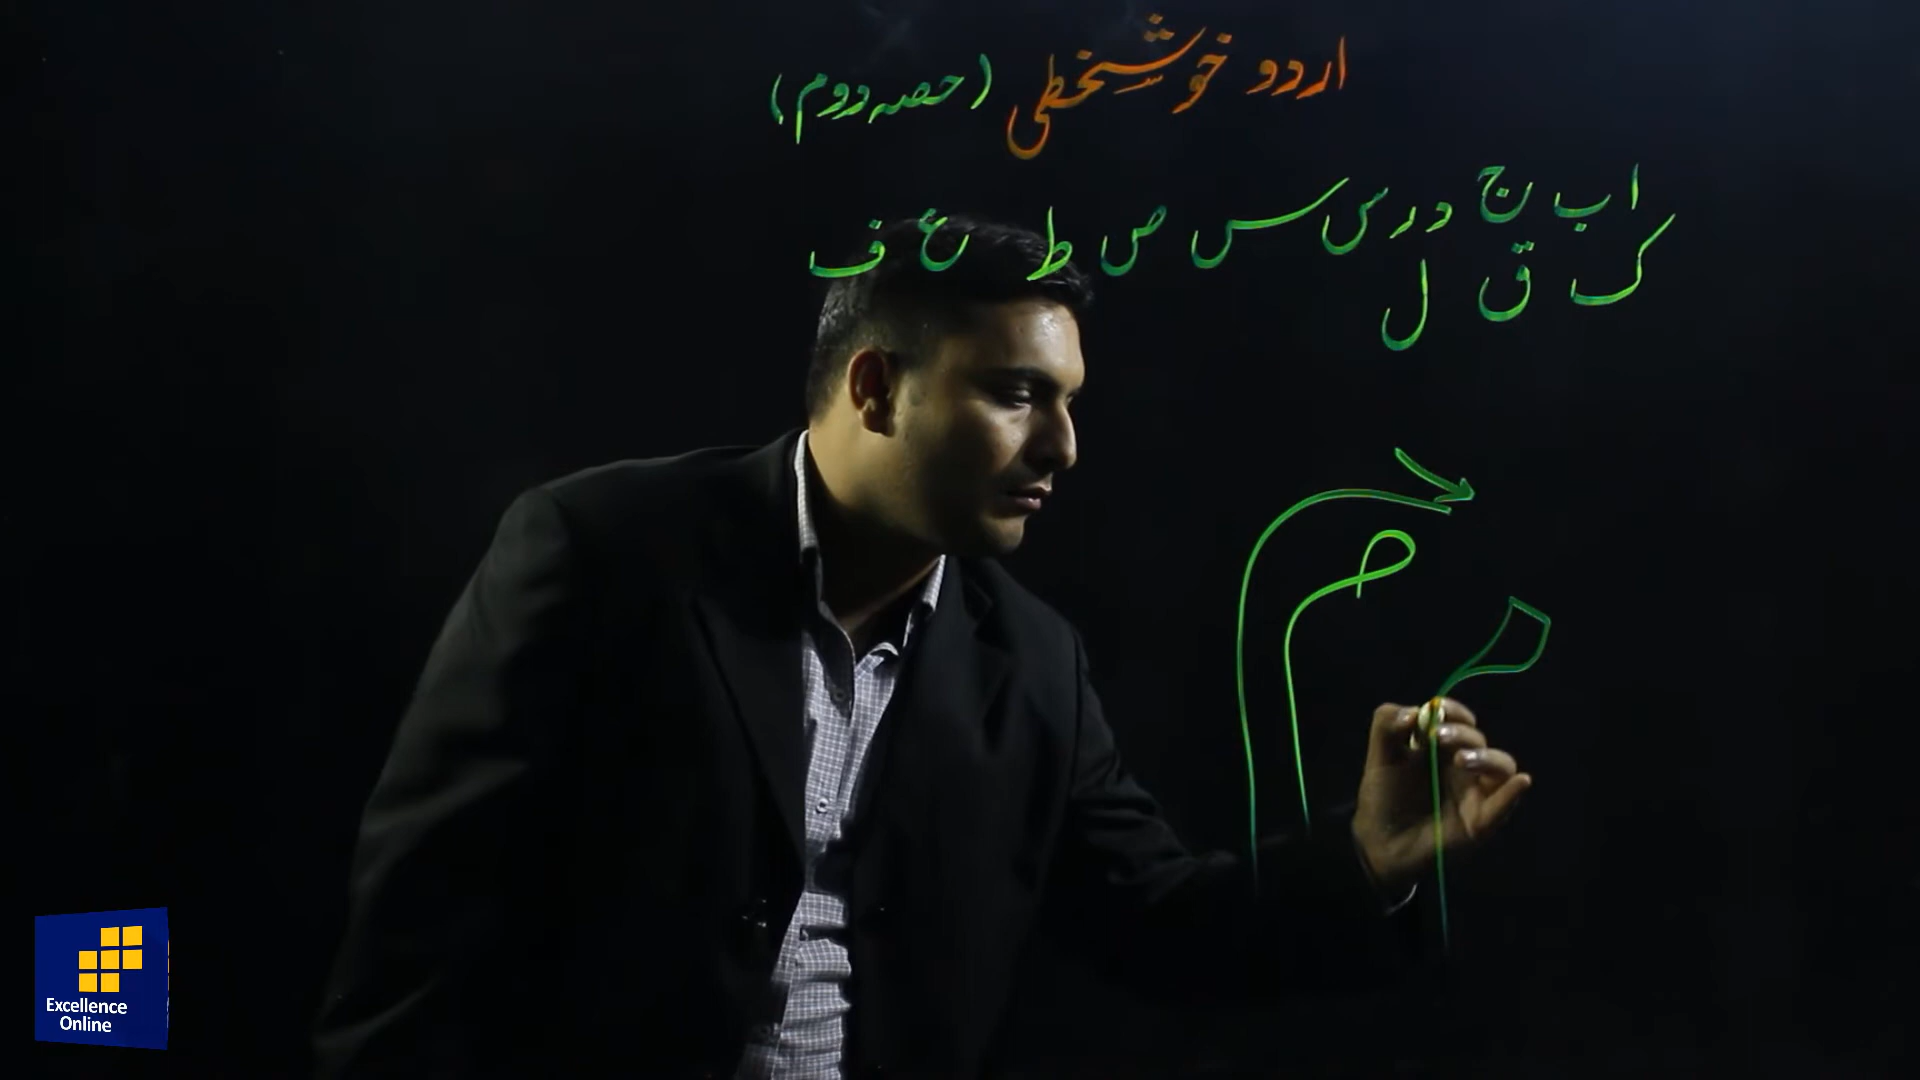 اردو خوشخطی (حصہ دوم)
ا ب ج د ر س س ص ط ع ف
ک ق ل
م م
Excellence
Online